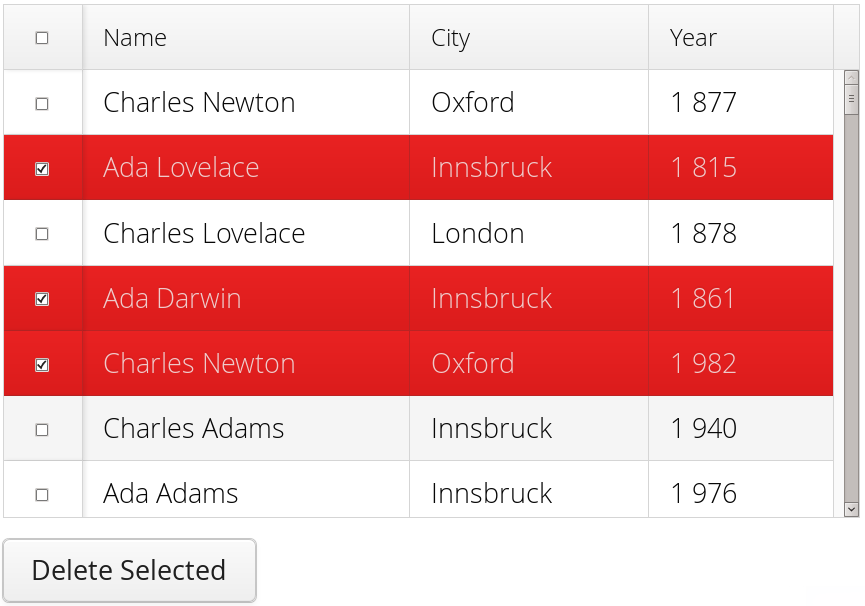 Name City Year
Charles Newton Oxford 1 877
Ada Lovelace Innsbruck 1 815
Charles Lovelace London 1 878
Ada Darwin Innsbruck 1 861
Charles Newton Oxford 1 982
Charles Adams Innsbruck 1 940
Ada Adams Innsbruck 1 976
Delete Selected